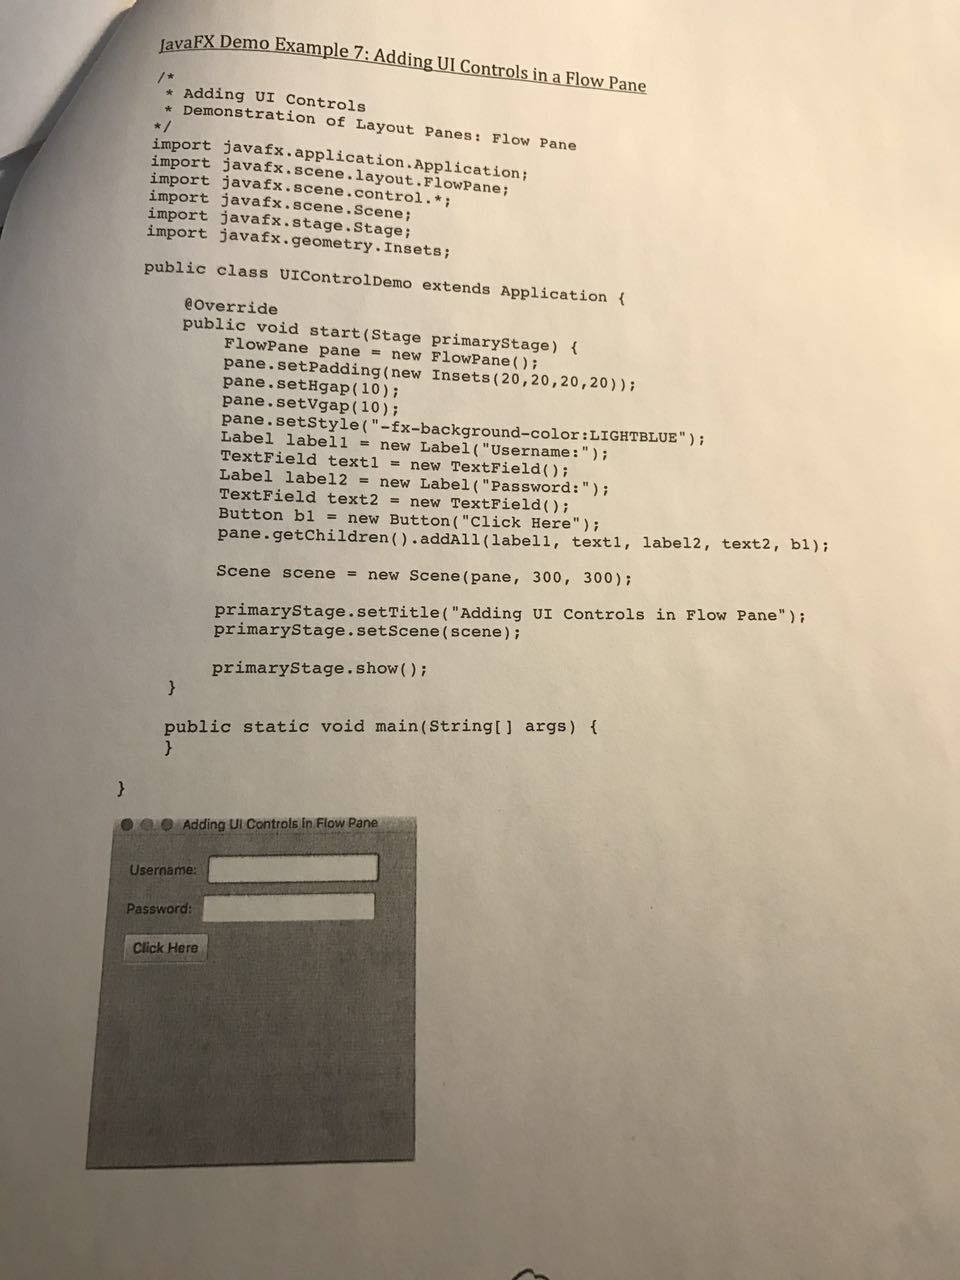 JavaFX Demo Example 7: Adding UI Controls in a Flow Pane
/*
 * Adding UI Controls
 * Demonstration of Layout Panes: Flow Pane
*/
import javafx.application.Application;
import javafx.scene.layout.FlowPane;
import javafx.scene.control.*;
import javafx.scene.Scene;
import javafx.stage.Stage;
import javafx.geometry.Insets;
public class UIControlDemo extends Application {
@Override
public void start(Stage primaryStage) {
FlowPane pane = new FlowPane();
pane.setPadding(new Insets(20,20,20,20));
pane.setHgap(10);
pane.setVgap(10);
pane.setStyle("-fx-background-color:LIGHTBLUE");
Label label1 = new Label("Username:");
TextField text1 = new TextField();
Label label2 = new Label("Password:");
TextField text2 = new TextField();
Button b1 = new Button("Click Here");
pane.getChildren().addAll(label1, text1, label2, text2, b1);
Scene scene = new Scene(pane, 300, 300);
primaryStage.setTitle("Adding UI Controls in Flow Pane");
primaryStage.setScene(scene);
primaryStage.show();
}
public static void main(String[] args) {
}
}
Adding UI Controls in Flow Pane
Username:
Password:
Click Here